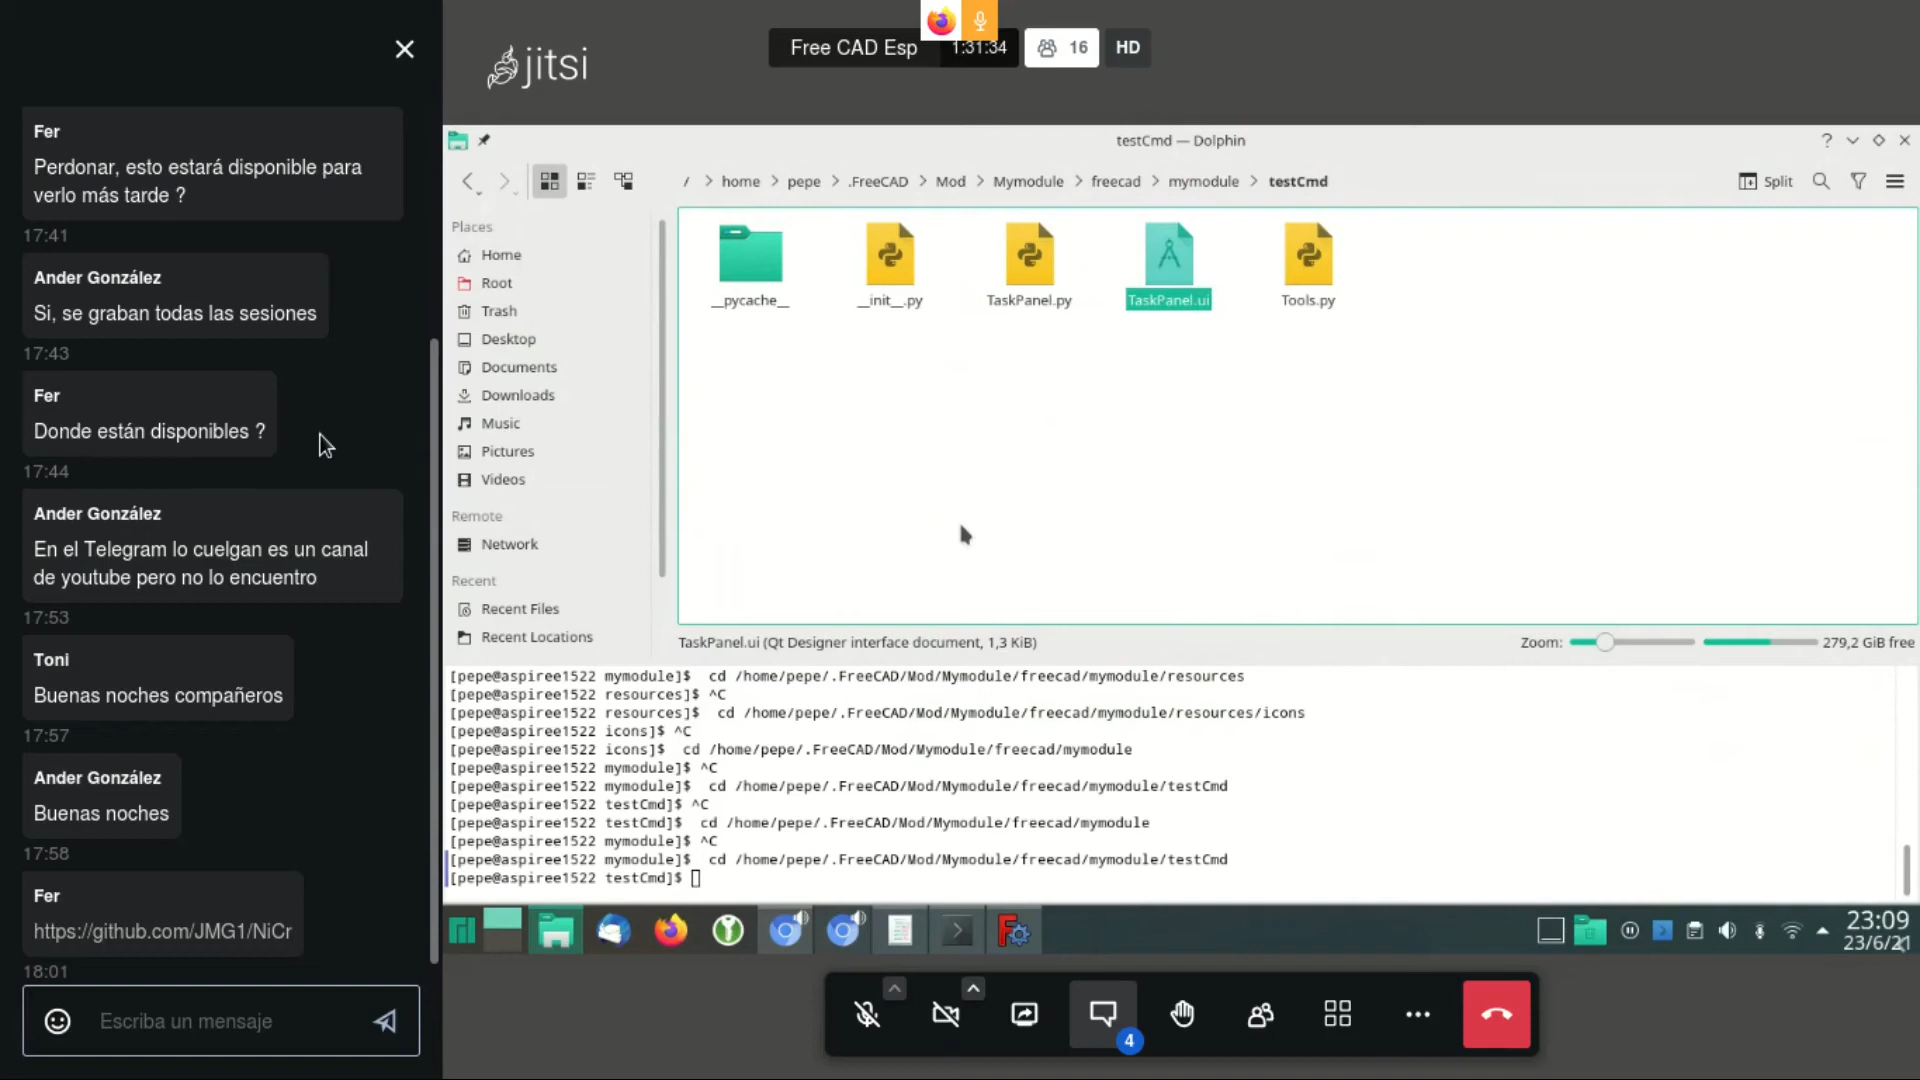 Fer
Perdonar, esto estará disponible para
verlo más tarde ?
17:41
Ander González
Si, se graban todas las sesiones
17:43
Fer
Donde están disponibles ?
17:44
Ander González
En el Telegram lo cuelgan es un canal
de youtube pero no lo encuentro
17:53
Toni
Buenas noches compañeros
17:57
Ander González
Buenas noches
17:58
Fer
https://github.com/JMG1/NiCr
18:01
Escriba un mensaje
jitsi
Free CAD Esp 1:31:34 16 HD
testCmd — Dolphin
/ > home > pepe > .FreeCAD > Mod > Mymodule > freecad > mymodule > testCmd
Split
Places
Home
Root
Trash
Desktop
Documents
Downloads
Music
Pictures
Videos
Remote
Network
Recent
Recent Files
Recent Locations
__pycache__ __init__.py TaskPanel.py TaskPanel.ui Tools.py
TaskPanel.ui (Qt Designer interface document, 1,3 KiB)
Zoom: 279,2 GiB free
[pepe@aspiree1522 mymodule]$  cd /home/pepe/.FreeCAD/Mod/Mymodule/freecad/mymodule/resources
[pepe@aspiree1522 resources]$ ^C
[pepe@aspiree1522 resources]$  cd /home/pepe/.FreeCAD/Mod/Mymodule/freecad/mymodule/resources/icons
[pepe@aspiree1522 icons]$ ^C
[pepe@aspiree1522 icons]$  cd /home/pepe/.FreeCAD/Mod/Mymodule/freecad/mymodule
[pepe@aspiree1522 mymodule]$ ^C
[pepe@aspiree1522 mymodule]$  cd /home/pepe/.FreeCAD/Mod/Mymodule/freecad/mymodule/testCmd
[pepe@aspiree1522 testCmd]$ ^C
[pepe@aspiree1522 testCmd]$  cd /home/pepe/.FreeCAD/Mod/Mymodule/freecad/mymodule
[pepe@aspiree1522 mymodule]$ ^C
[pepe@aspiree1522 mymodule]$  cd /home/pepe/.FreeCAD/Mod/Mymodule/freecad/mymodule/testCmd
[pepe@aspiree1522 testCmd]$
23:09
23/6/21
4